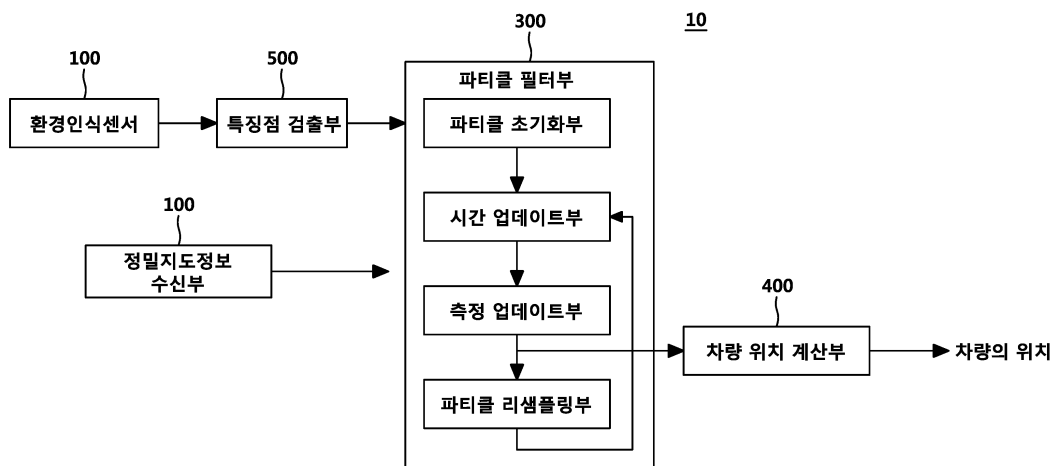 10
300
100
500
파티클 필터부
환경인식센서
특징점 검출부
파티클 초기화부
100
시간 업데이트부
정밀지도정보
수신부
측정 업데이트부
400
차량 위치 계산부
차량의 위치
파티클 리샘플링부